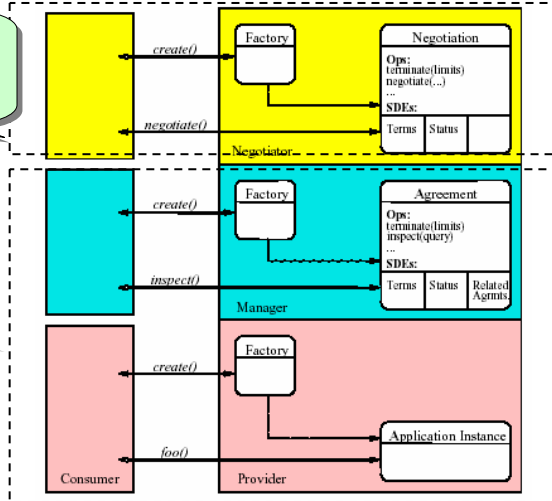 create()
Factory
Negotiation
Ops:
terminate(limits)
negotiate(...)
...
SDEs:
negotiate()
Terms
Status
Negotiator
create()
Factory
Agreement
Ops:
terminate(limits)
inspect(query)
...
SDEs:
inspect()
Terms
Status
Related
Agrmts.
Manager
create()
Factory
Application Instance
foo()
Consumer
Provider